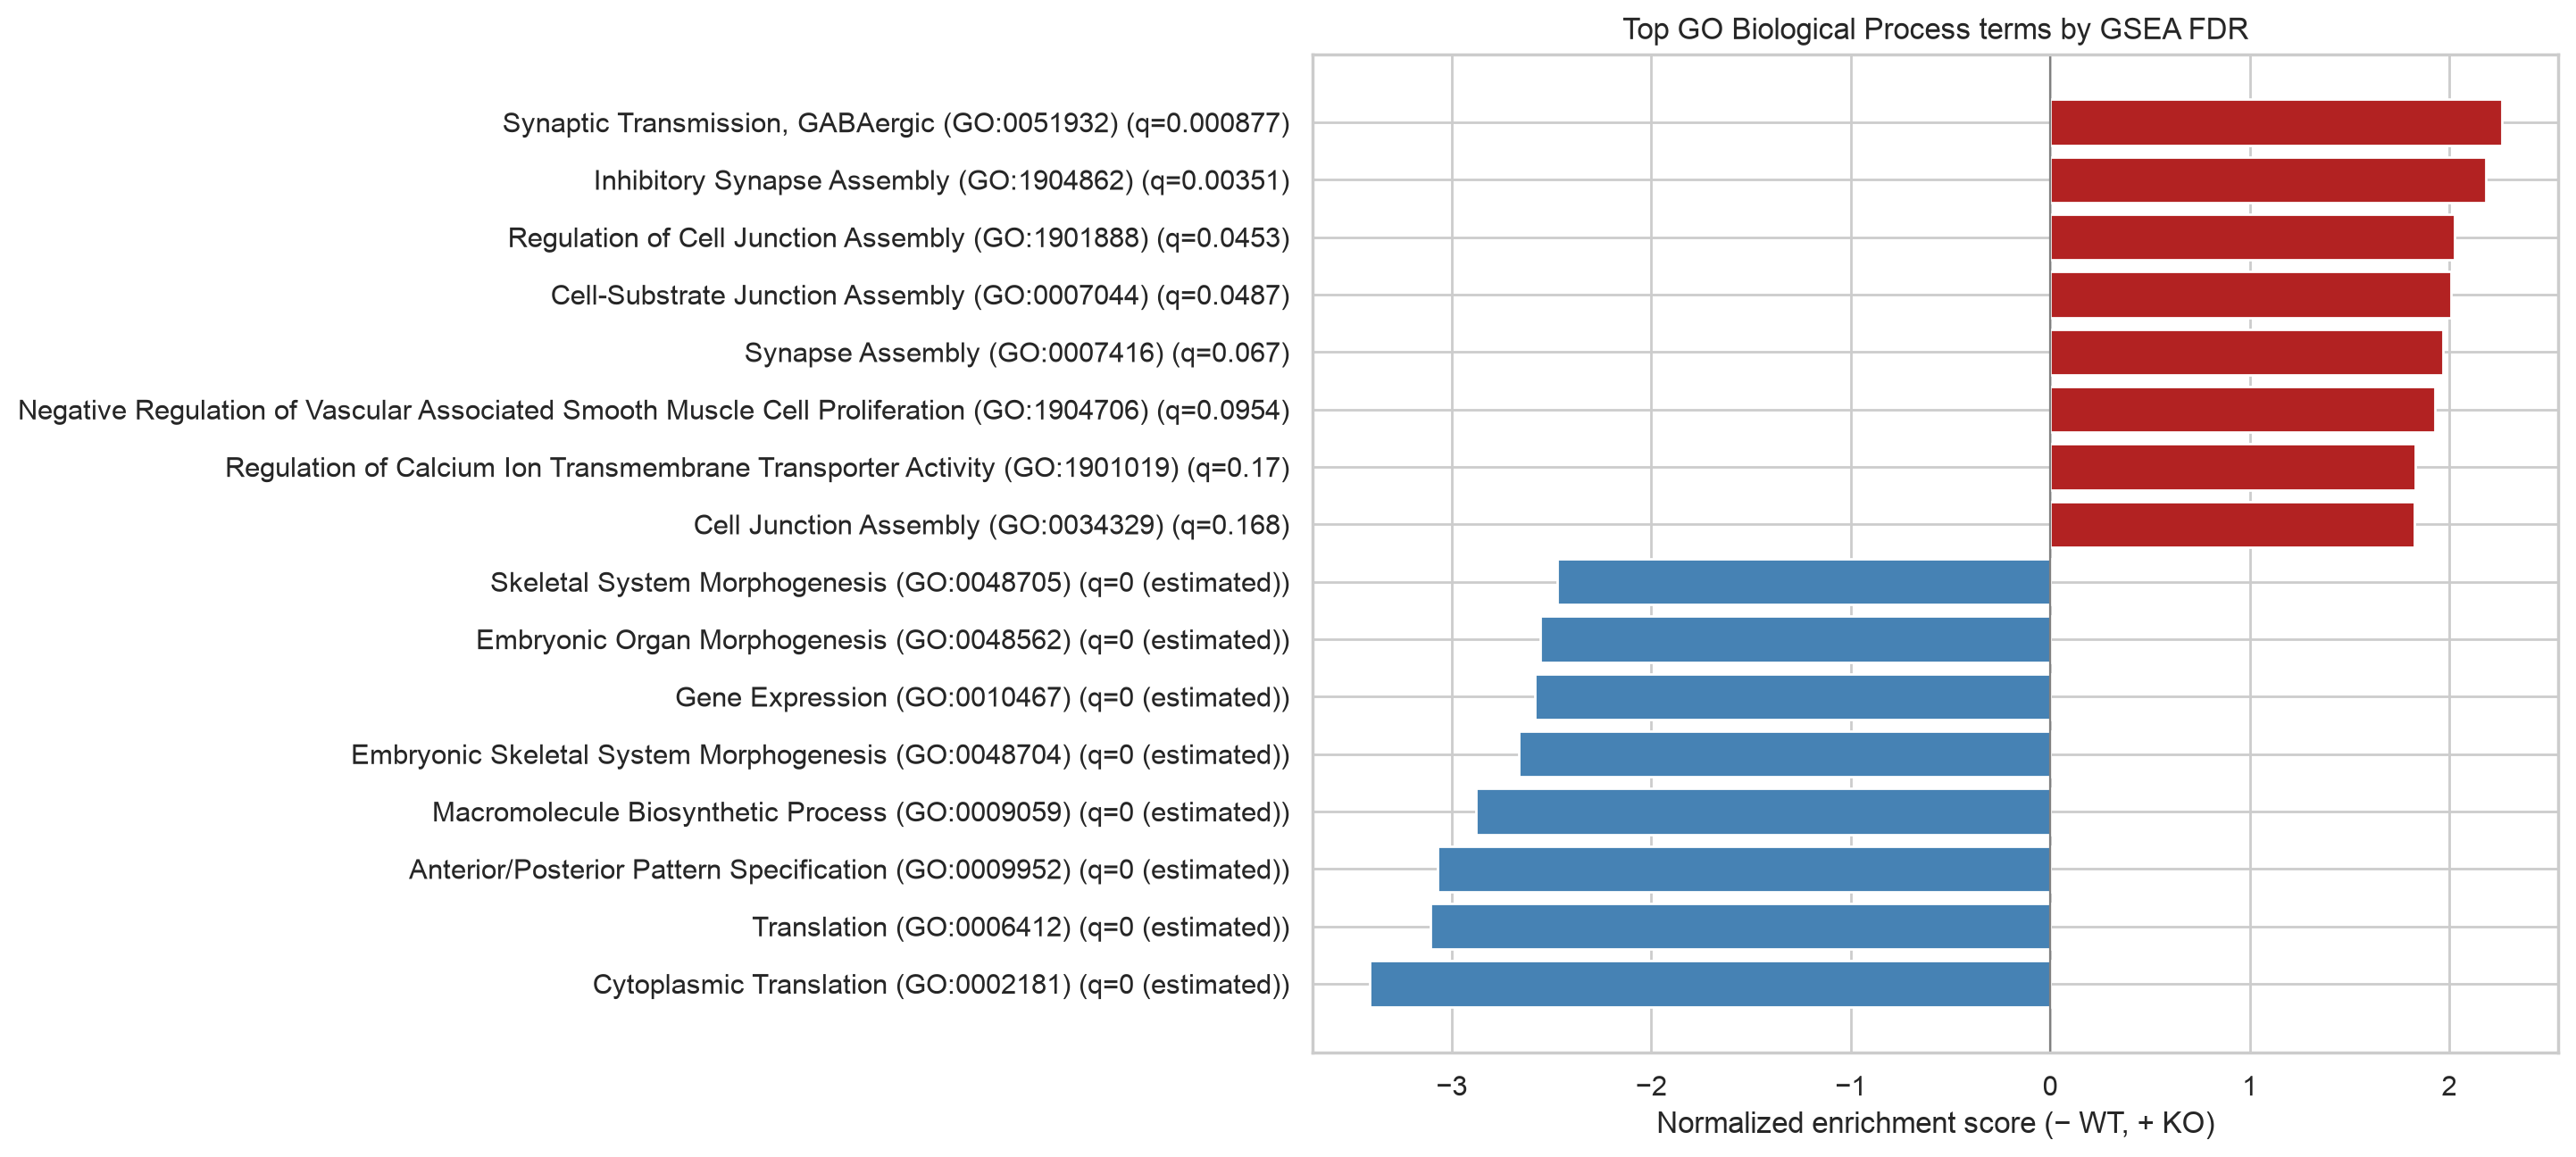 Top GO Biological Process terms by GSEA FDR
Synaptic Transmission, GABAergic (GO:0051932) (q=0.000877)
Inhibitory Synapse Assembly (GO:1904862) (q=0.00351)
Regulation of Cell Junction Assembly (GO:1901888) (q=0.0453)
Cell-Substrate Junction Assembly (GO:0007044) (q=0.0487)
Synapse Assembly (GO:0007416) (q=0.067)
Negative Regulation of Vascular Associated Smooth Muscle Cell Proliferation (GO:1904706) (q=0.0954)
Regulation of Calcium Ion Transmembrane Transporter Activity (GO:1901019) (q=0.17)
Cell Junction Assembly (GO:0034329) (q=0.168)
Skeletal System Morphogenesis (GO:0048705) (q=0 (estimated))
Embryonic Organ Morphogenesis (GO:0048562) (q=0 (estimated))
Gene Expression (GO:0010467) (q=0 (estimated))
Embryonic Skeletal System Morphogenesis (GO:0048704) (q=0 (estimated))
Macromolecule Biosynthetic Process (GO:0009059) (q=0 (estimated))
Anterior/Posterior Pattern Specification (GO:0009952) (q=0 (estimated))
Translation (GO:0006412) (q=0 (estimated))
Cytoplasmic Translation (GO:0002181) (q=0 (estimated))
−3 −2 −1 0 1 2
Normalized enrichment score (− WT, + KO)